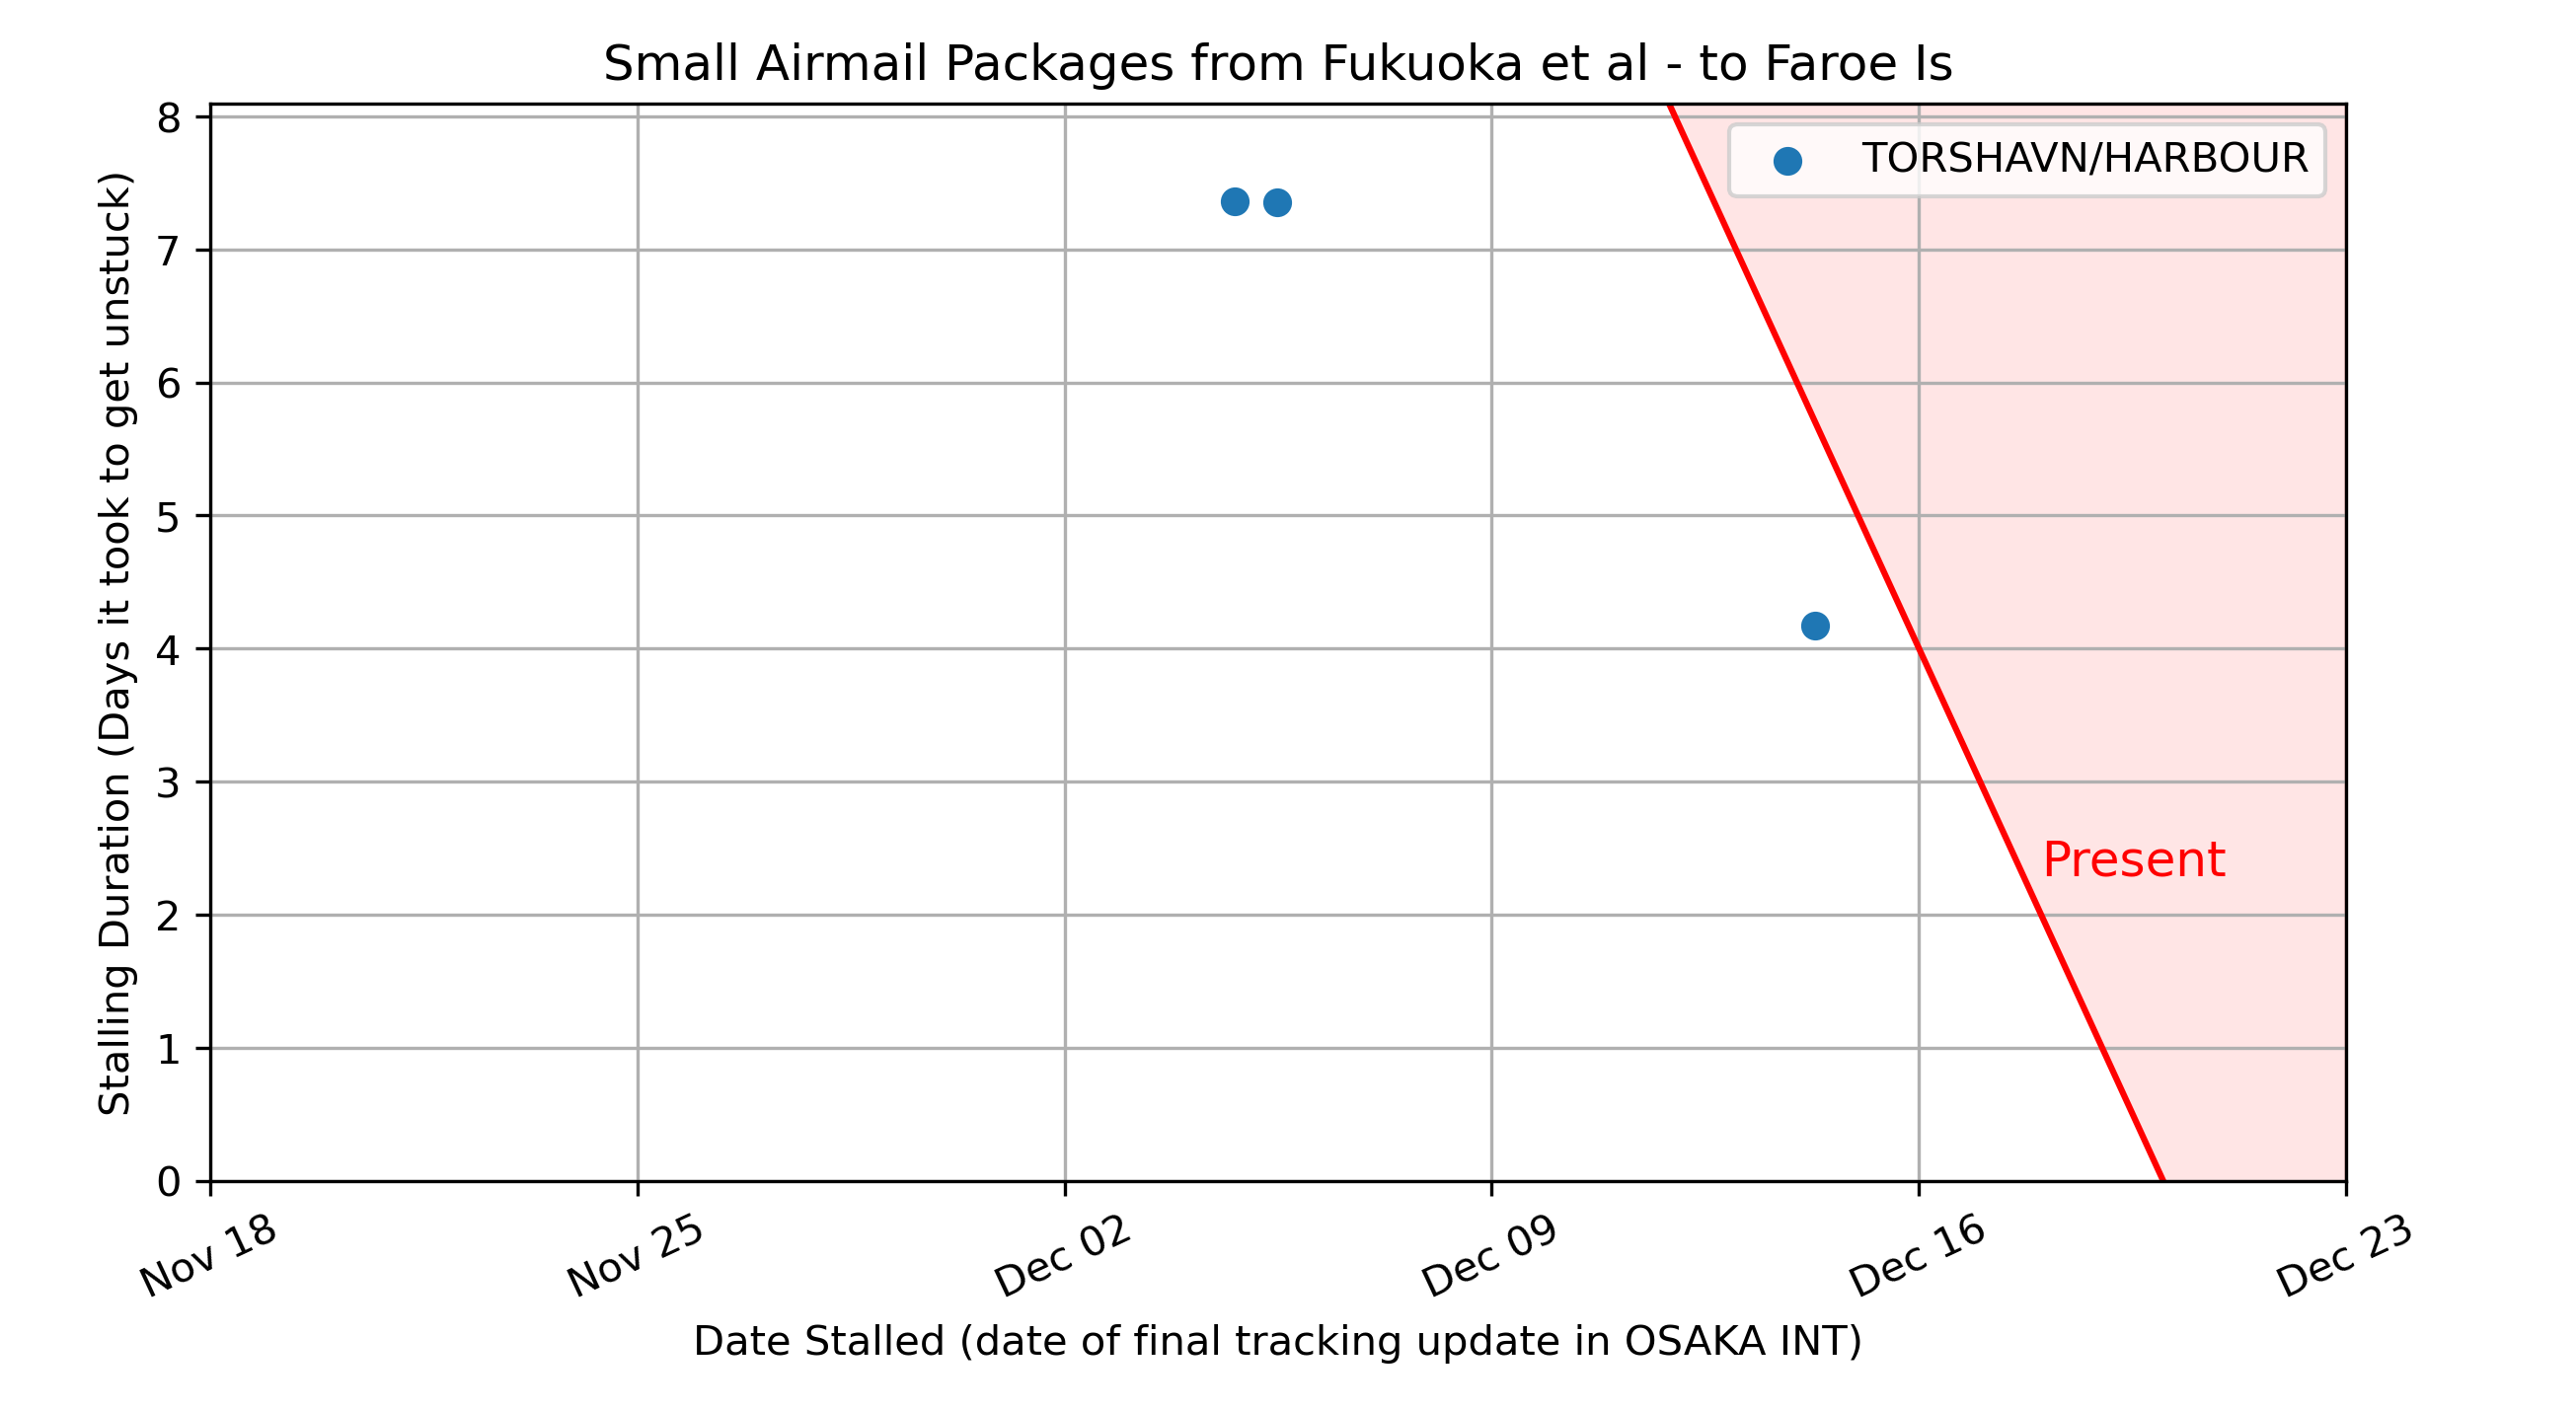 Small Airmail Packages from Fukuoka et al - to Faroe Is
TORSHAVN/HARBOUR
Stalling Duration (Days it took to get unstuck)
8
7
6
5
4
3
2
1
0
Present
Nov 18
Nov 25
Dec 02
Dec 09
Dec 16
Dec 23
Date Stalled (date of final tracking update in OSAKA INT)